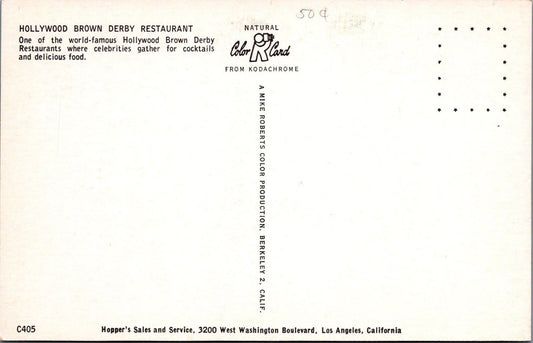 50¢
HOLLYWOOD BROWN DERBY RESTAURANT
One of the world-famous Hollywood Brown Derby
Restaurants where celebrities gather for cocktails
and delicious food.
NATURAL
Color Card
FROM KODACHROME
A MIKE ROBERTS COLOR PRODUCTION, BERKELEY 2, CALIF.
C405
Hopper's Sales and Service, 3200 West Washington Boulevard, Los Angeles, California